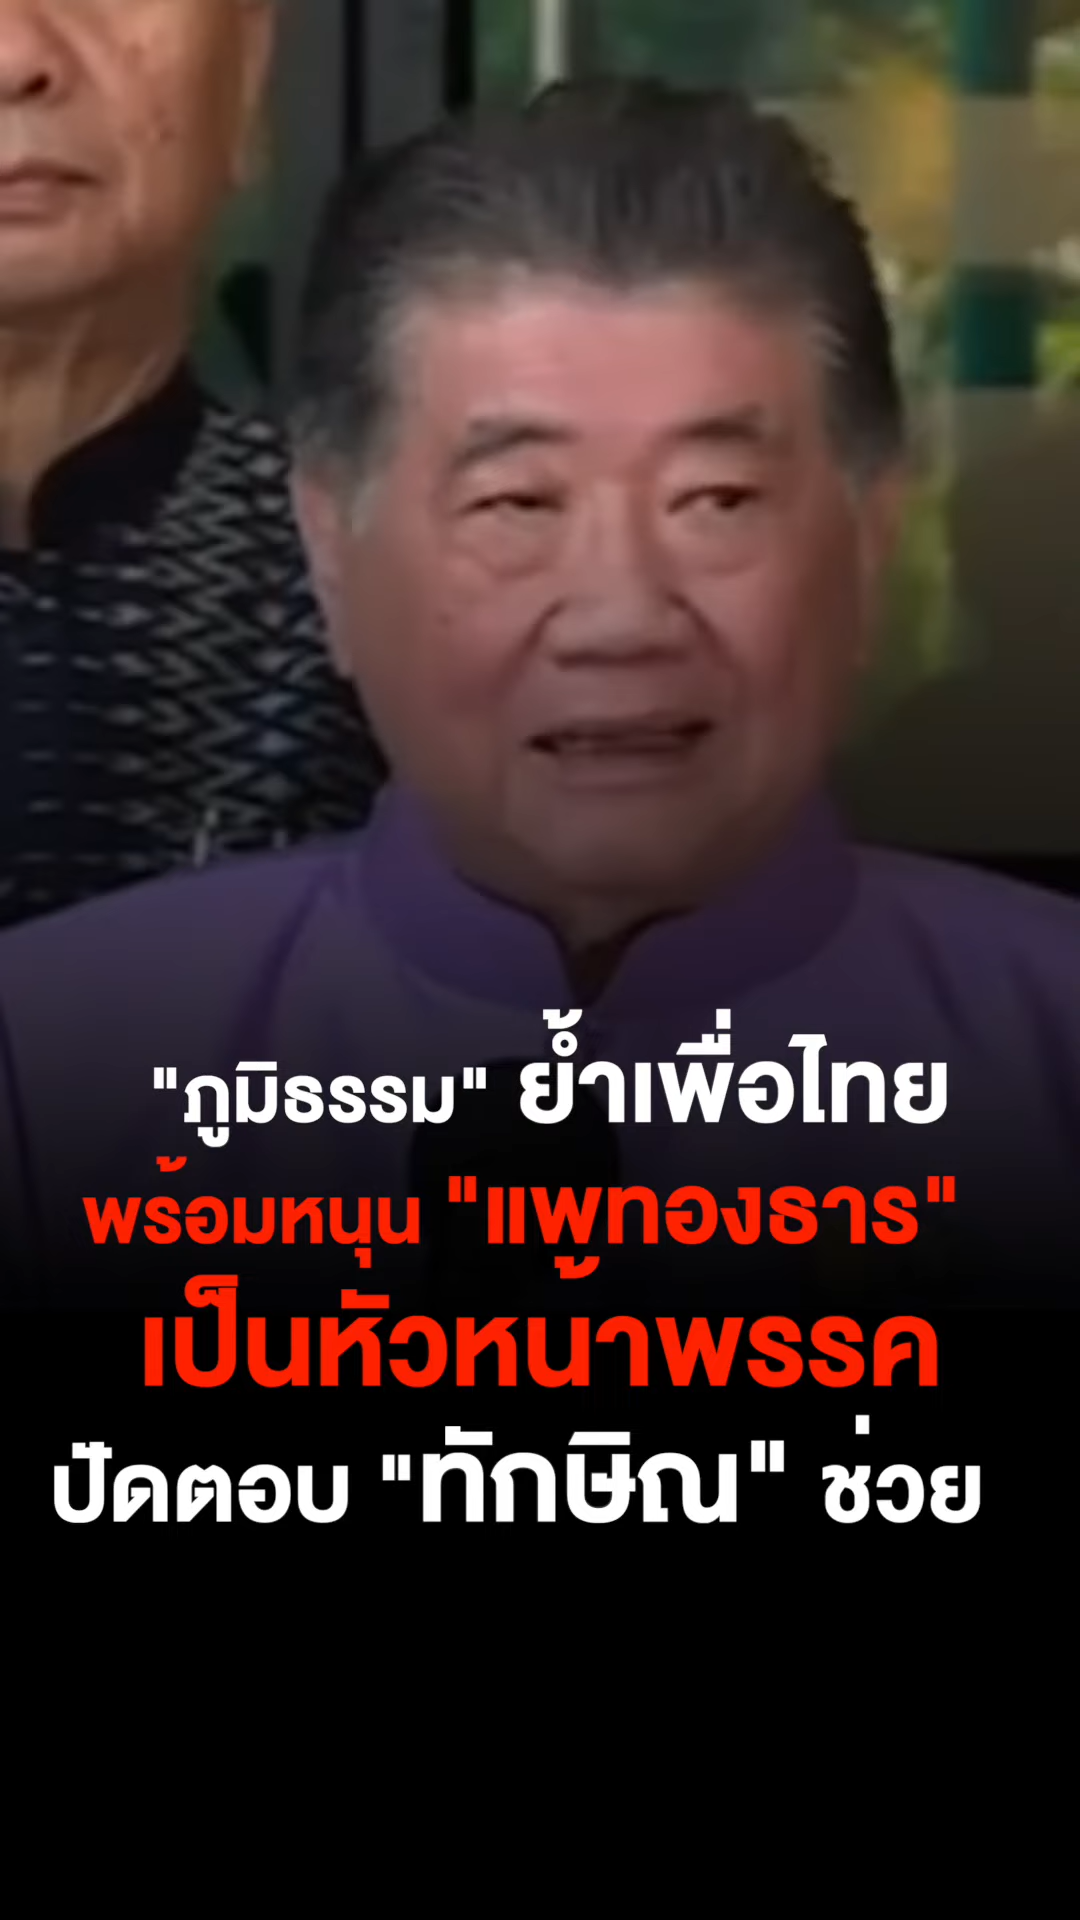 "ภูมิธรรม" ย้ำเพื่อไทย
พร้อมหนุน "แพทองธาร"
เป็นหัวหน้าพรรค
ปัดตอบ "ทักษิณ" ช่วย